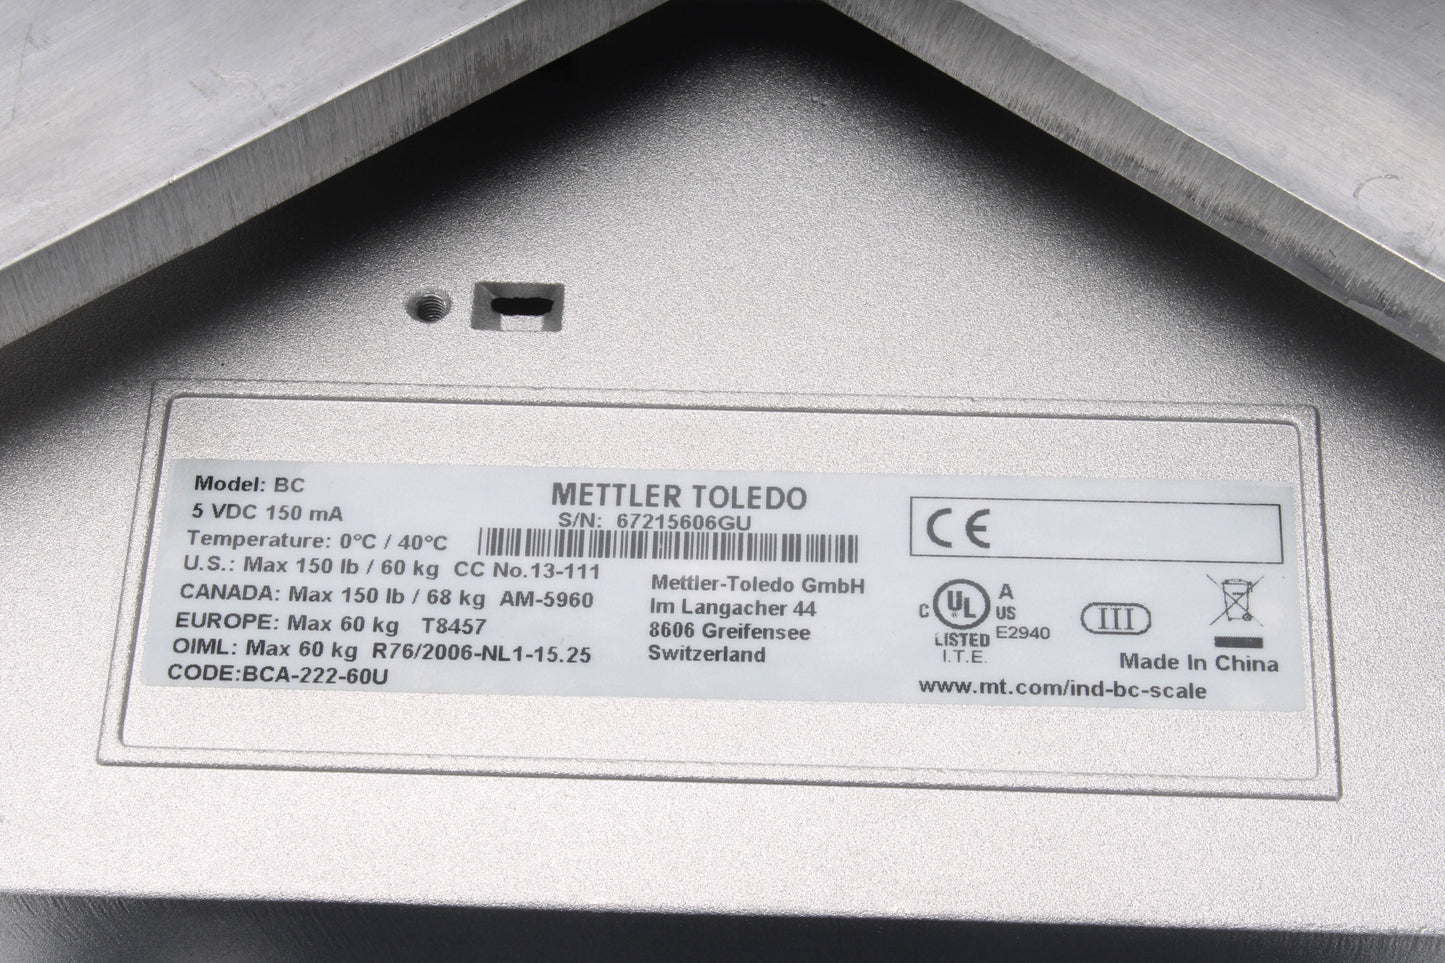 Model: BC
5 VDC 150 mA
Temperature: 0°C / 40°C
U.S.: Max 150 lb / 60 kg CC No.13-111
CANADA: Max 150 lb / 68 kg AM-5960
EUROPE: Max 60 kg T8457
OIML: Max 60 kg R76/2006-NL1-15.25
CODE:BCA-222-60U
METTLER TOLEDO
S/N: 67215606GU
Mettler-Toledo GmbH
Im Langacher 44
8606 Greifensee
Switzerland
CE
C UL US
LISTED
I.T.E.
A
E2940
III
Made In China
www.mt.com/ind-bc-scale